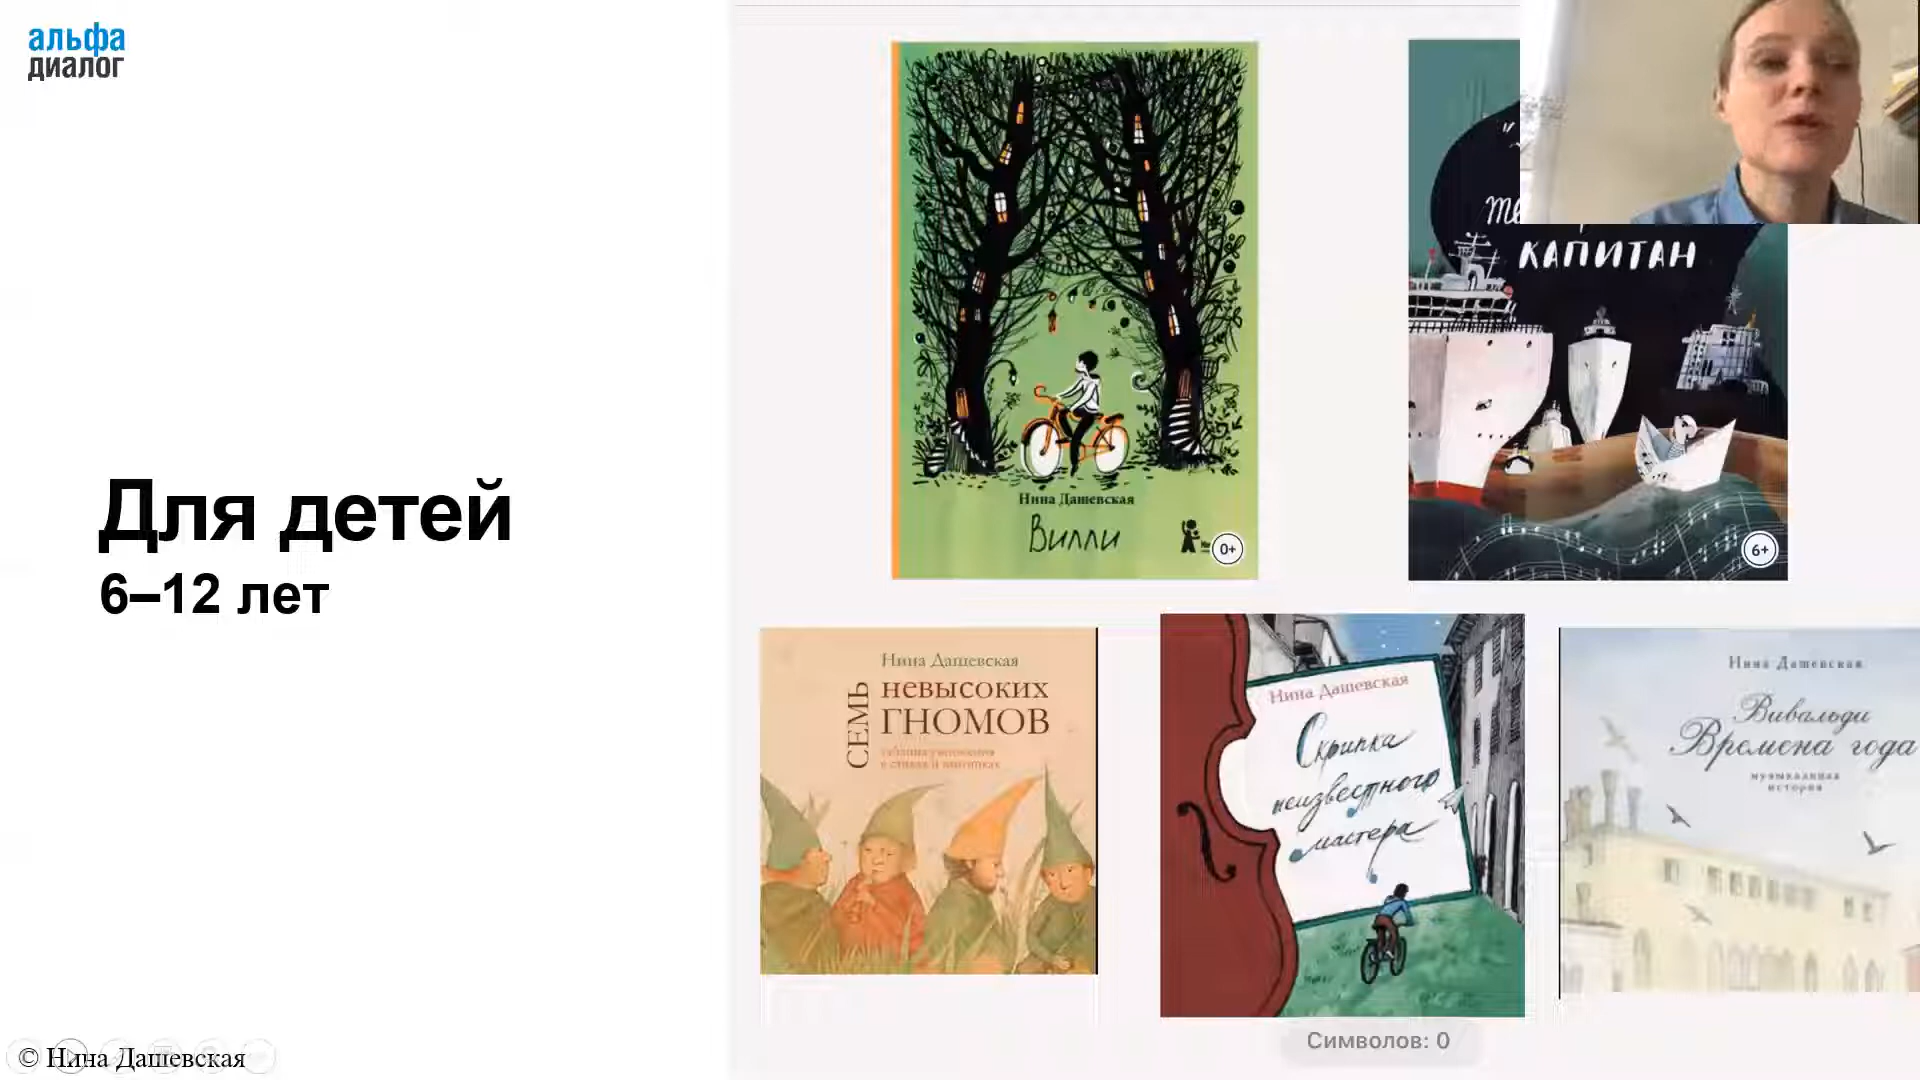 альфа
диалог
Для детей
6–12 лет
Нина Дашевская
Вилли
0+
КАПИТАН
6+
Нина Дашевская
СЕМЬ
невысоких
ГНОМОВ
Нина Дашевская
Скрипка
неизвестного
мастера
Нина Дашевская
Вивальди
Времена года
музыкальная
история
Символов: 0
© Нина Дашевская